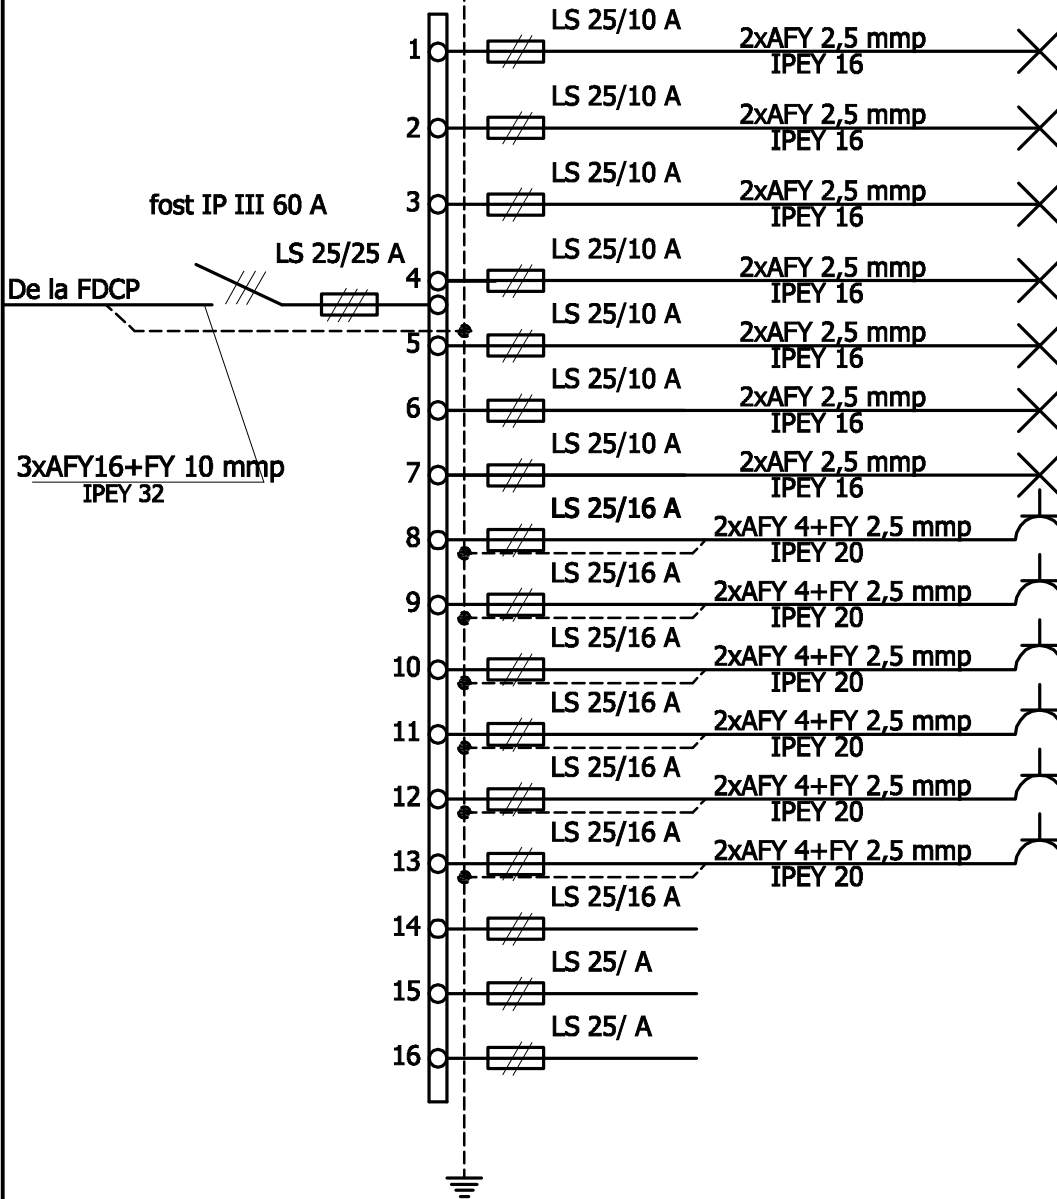 LS 25/10 A
1
2xAFY 2,5 mmp
IPEY 16
LS 25/10 A
2
2xAFY 2,5 mmp
IPEY 16
LS 25/10 A
3
2xAFY 2,5 mmp
IPEY 16
fost IP III 60 A
LS 25/25 A
De la FDCP
3xAFY16+FY 10 mmp
IPEY 32
LS 25/10 A
4
2xAFY 2,5 mmp
IPEY 16
LS 25/10 A
5
2xAFY 2,5 mmp
IPEY 16
LS 25/10 A
6
2xAFY 2,5 mmp
IPEY 16
LS 25/10 A
7
2xAFY 2,5 mmp
IPEY 16
LS 25/16 A
8
2xAFY 4+FY 2,5 mmp
IPEY 20
LS 25/16 A
9
2xAFY 4+FY 2,5 mmp
IPEY 20
LS 25/16 A
10
2xAFY 4+FY 2,5 mmp
IPEY 20
LS 25/16 A
11
2xAFY 4+FY 2,5 mmp
IPEY 20
LS 25/16 A
12
2xAFY 4+FY 2,5 mmp
IPEY 20
LS 25/16 A
13
2xAFY 4+FY 2,5 mmp
IPEY 20
LS 25/16 A
14
LS 25/ A
15
LS 25/ A
16